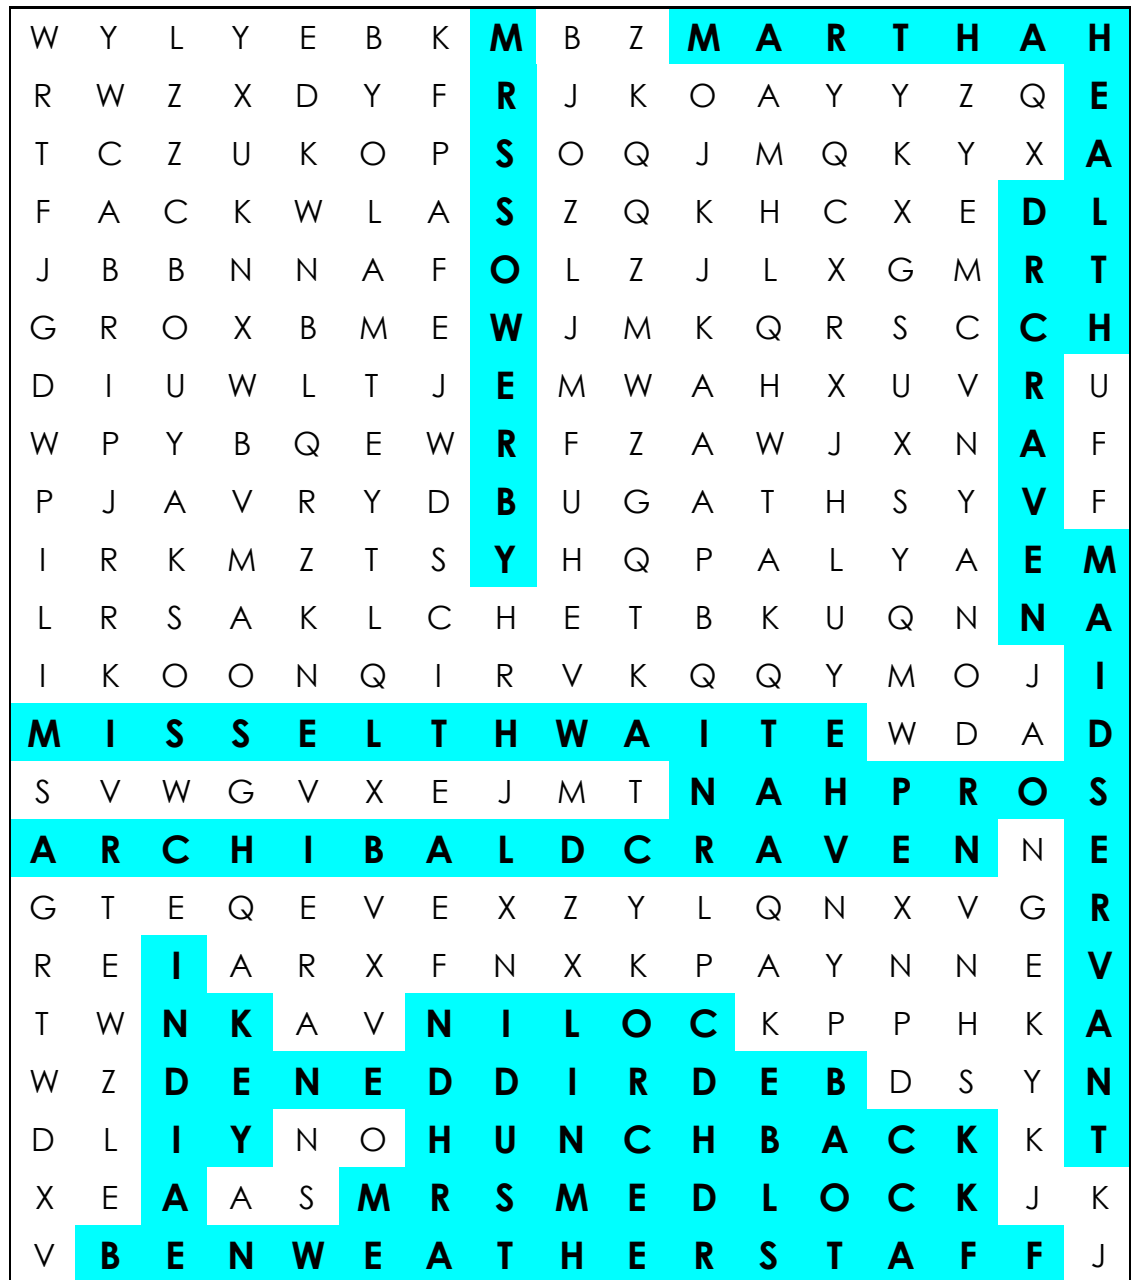 W Y L Y E B K M B Z M A R T H A H
R W Z X D Y F R J K O A Y Y Z Q E
T C Z U K O P S O Q J M Q K Y X A
F A C K W L A S Z Q K H C X E D L
J B B N N A F O L Z J L X G M R T
G R O X B M E W J M K Q R S C C H
D I U W L T J E M W A H X U V R U
W P Y B Q E W R F Z A W J X N A F
P J A V R Y D B U G A T H S Y V F
I R K M Z T S Y H Q P A L Y A E M
L R S A K L C H E T B K U Q N N A
I K O O N Q I R V K Q Q Y M O J I
M I S S E L T H W A I T E W D A D
S V W G V X E J M T N A H P R O S
A R C H I B A L D C R A V E N N E
G T E Q E V E X Z Y L Q N X V G R
R E I A R X F N X K P A Y N N E V
T W N K A V N I L O C K P P H K A
W Z D E N E D D I R D E B D S Y N
D L I Y N O H U N C H B A C K K T
X E A A S M R S M E D L O C K J K
V B E N W E A T H E R S T A F F J